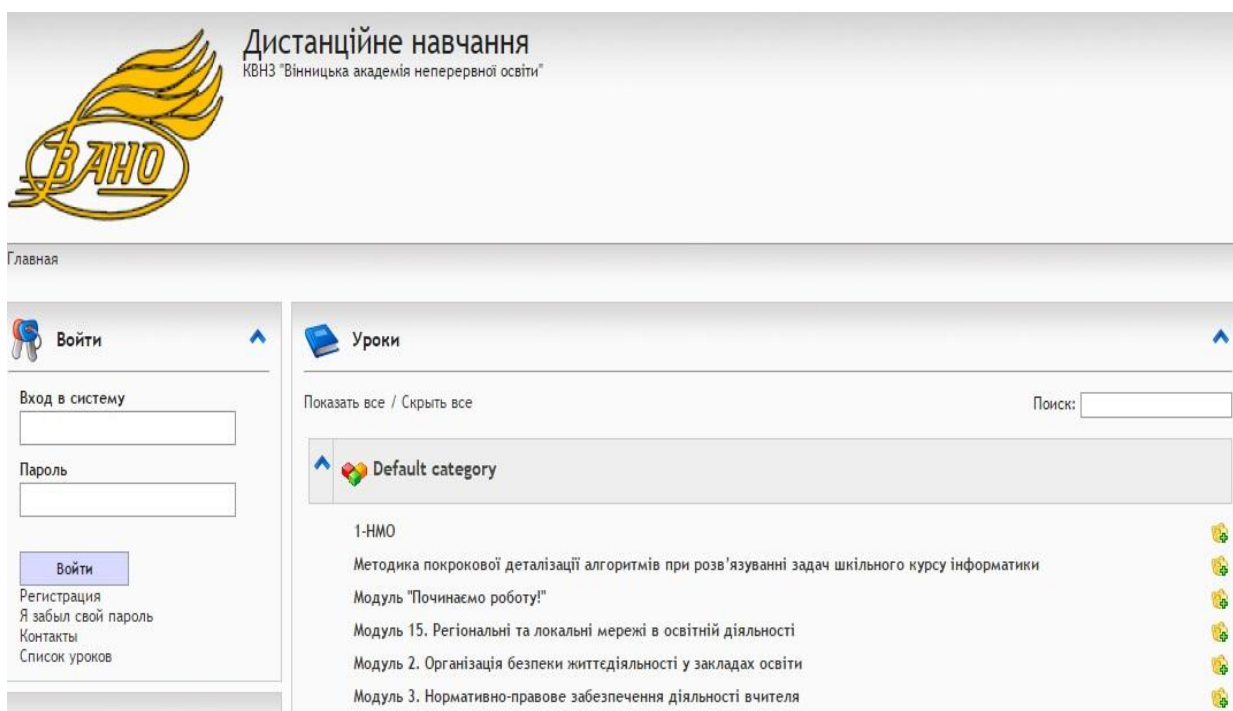 Дистанційне навчання
КВНЗ "Вінницька академія неперервної освіти"
ВАНО
Главная
Войти
Вход в систему
Пароль
Войти
Регистрация
Я забыл свой пароль
Контакты
Список уроков
Уроки
Показать все / Скрыть все
Поиск:
Default category
1-НМО
Методика покрокової деталізації алгоритмів при розв'язуванні задач шкільного курсу інформатики
Модуль "Починаємо роботу!"
Модуль 15. Регіональні та локальні мережі в освітній діяльності
Модуль 2. Організація безпеки життєдіяльності у закладах освіти
Модуль 3. Нормативно-правове забезпечення діяльності вчителя